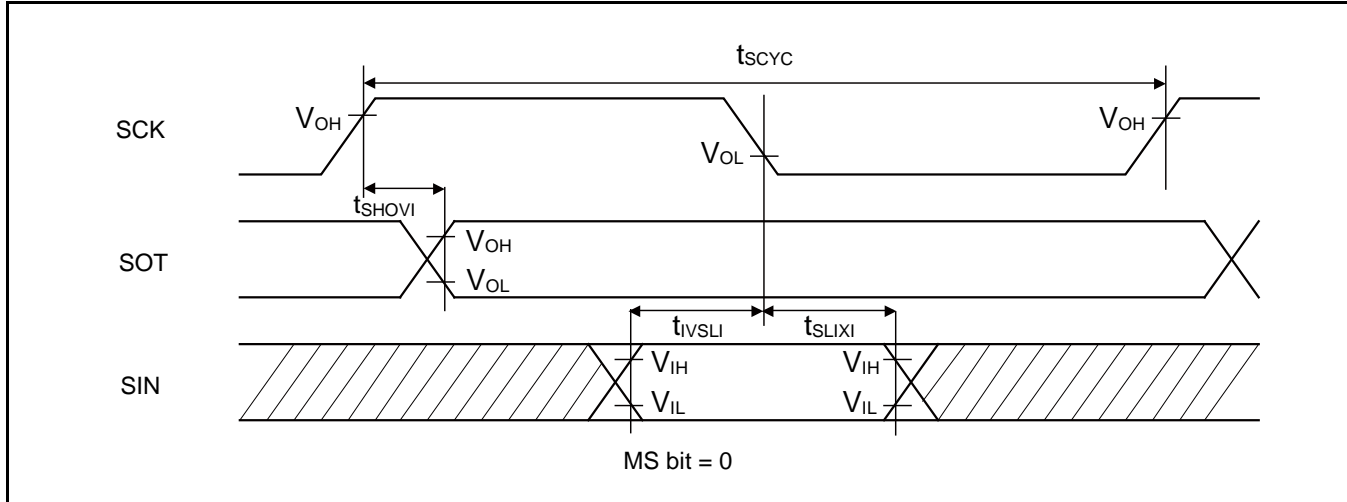 tSCYC
SCK
VOH
VOL
VOH
tSHOVI
SOT
VOH
VOL
tIVSLI
tSLIXI
SIN
VIH
VIL
VIH
VIL
MS bit = 0